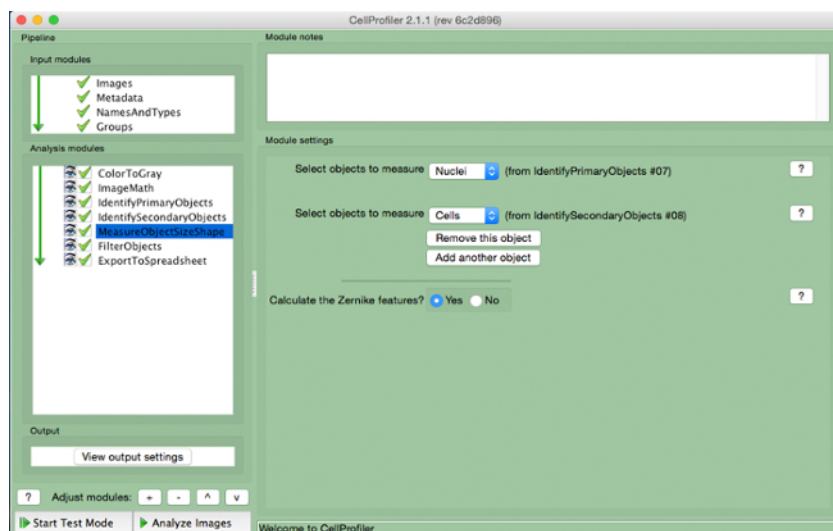 CellProfiler 2.1.1 (rev 6c2d896)
Pipeline
Input modules
Images
Metadata
NamesAndTypes
Groups
Analysis modules
ColorToGray
ImageMath
IdentifyPrimaryObjects
IdentifySecondaryObjects
MeasureObjectSizeShape
FilterObjects
ExportToSpreadsheet
Output
View output settings
? Adjust modules: + - ^ v
Start Test Mode Analyze Images
Module notes
Module settings
Select objects to measure Nuclei (from IdentifyPrimaryObjects #07) ?
Select objects to measure Cells (from IdentifySecondaryObjects #08) ?
Remove this object
Add another object
Calculate the Zernike features? Yes No ?
Welcome to CellProfiler